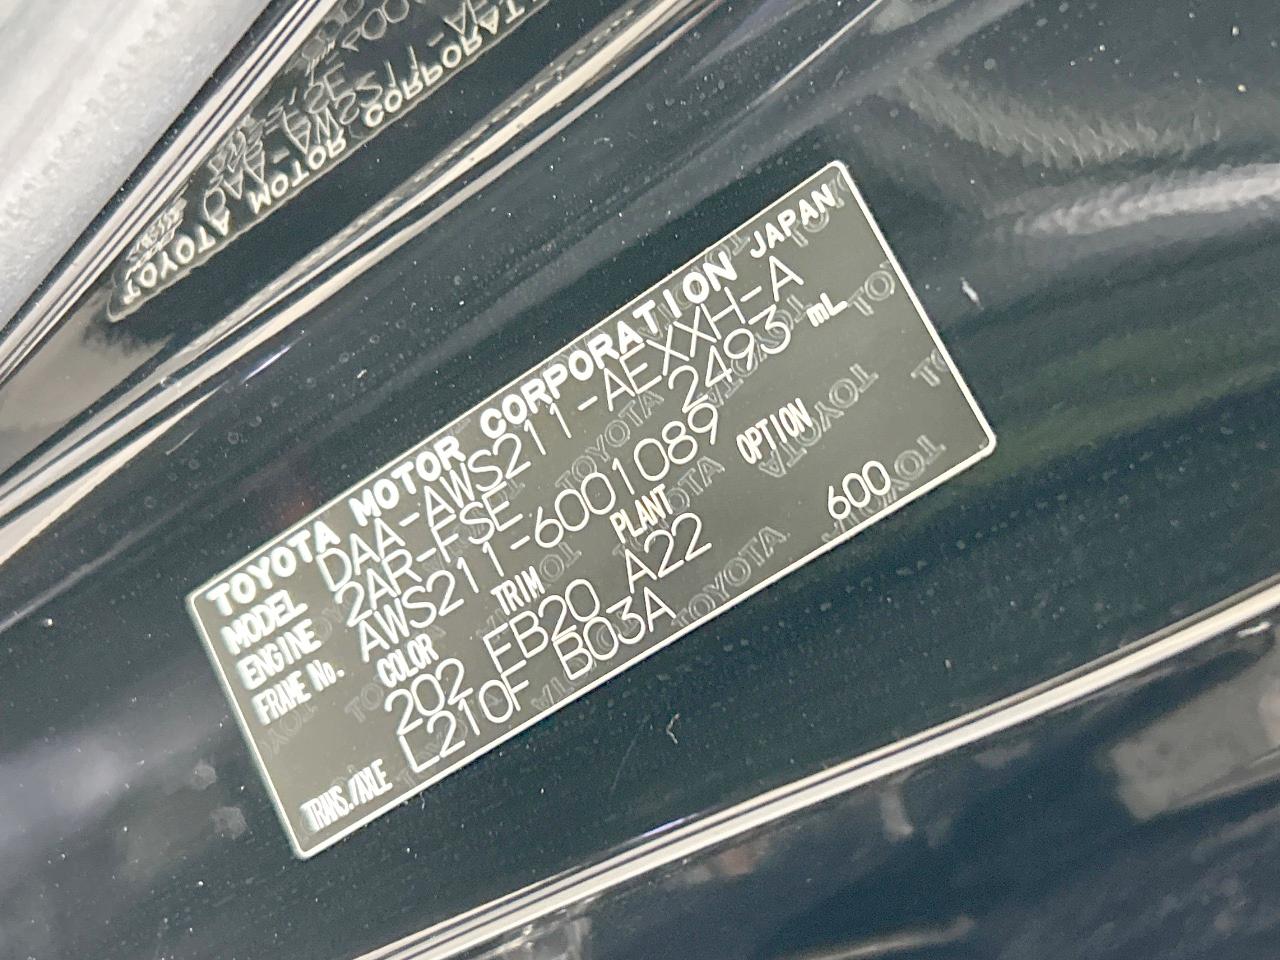 TOYOTA MOTOR CORPORATION JAPAN
MODEL DAA-AWS211-AEXXH-A
ENGINE 2AR-FSE 2493 mL
FRAME No. AWS211-6001089
COLOR TRIM PLANT OPTION
202 EB20 A22 600
TRANS./AXLE L210F B03A